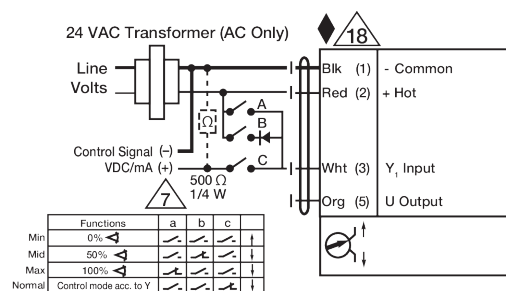 24 VAC Transformer (AC Only)
Line
Volts
18
Blk (1) - Common
Red (2) + Hot
A
Ω
B
Control Signal (–)
VDC/mA (+)
C
Wht (3) Y1 Input
500 Ω
1/4 W
7
Org (5) U Output
Functions a b c
Min 0%
Mid 50%
Max 100%
Normal Control mode acc. to Y